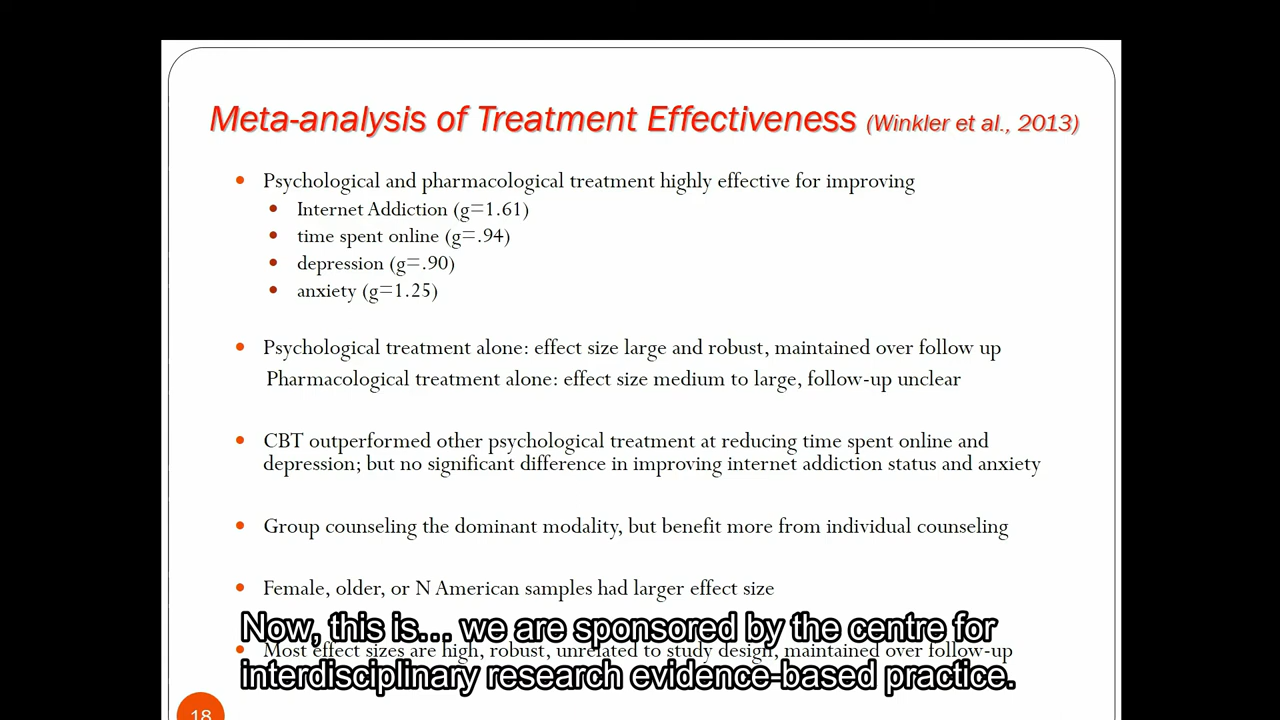 Meta-analysis of Treatment Effectiveness (Winkler et al., 2013)
Psychological and pharmacological treatment highly effective for improving
Internet Addiction (g=1.61)
time spent online (g=.94)
depression (g=.90)
anxiety (g=1.25)
Psychological treatment alone: effect size large and robust, maintained over follow up
Pharmacological treatment alone: effect size medium to large, follow-up unclear
CBT outperformed other psychological treatment at reducing time spent online and
depression; but no significant difference in improving internet addiction status and anxiety
Group counseling the dominant modality, but benefit more from individual counseling
Female, older, or N American samples had larger effect size
Now, this is... we are sponsored by the centre for
Most effect sizes are high, robust, unrelated to study design, maintained over follow-up
interdisciplinary research evidence-based practice.
18